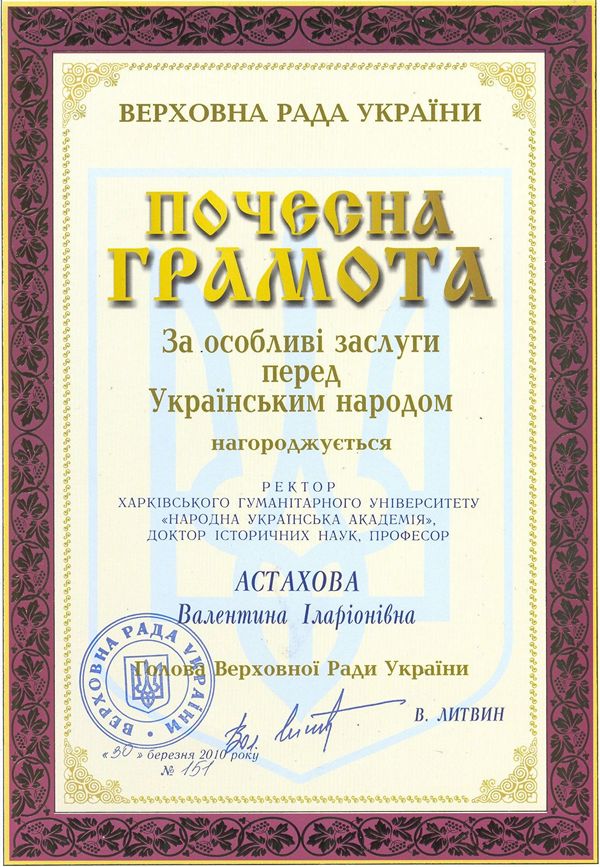 ВЕРХОВНА РАДА УКРАЇНИ
ПОЧЕСНА
ГРАМОТА
За особливі заслуги
перед
Українським народом
нагороджується
РЕКТОР
ХАРКІВСЬКОГО ГУМАНІТАРНОГО УНІВЕРСИТЕТУ
«НАРОДНА УКРАЇНСЬКА АКАДЕМІЯ»,
ДОКТОР ІСТОРИЧНИХ НАУК, ПРОФЕСОР
АСТАХОВА
Валентина Іларіонівна
ВЕРХОВНА РАДА УКРАЇНИ
Голова Верховної Ради України
В. ЛИТВИН
«30» березня 2010 року
№ 151